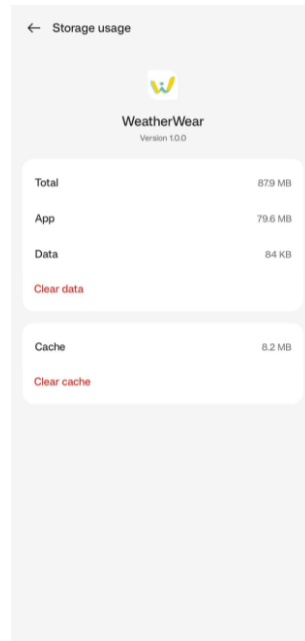 Storage usage
WeatherWear
Version 1.0.0
Total 87.9 MB
App 79.6 MB
Data 84 KB
Clear data
Cache 8.2 MB
Clear cache